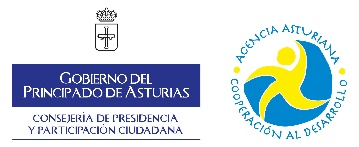 GOBIERNO DEL
PRINCIPADO DE ASTURIAS
CONSEJERÍA DE PRESIDENCIA
Y PARTICIPACIÓN CIUDADANA
AGENCIA ASTURIANA
COOPERACIÓN AL DESARROLLO